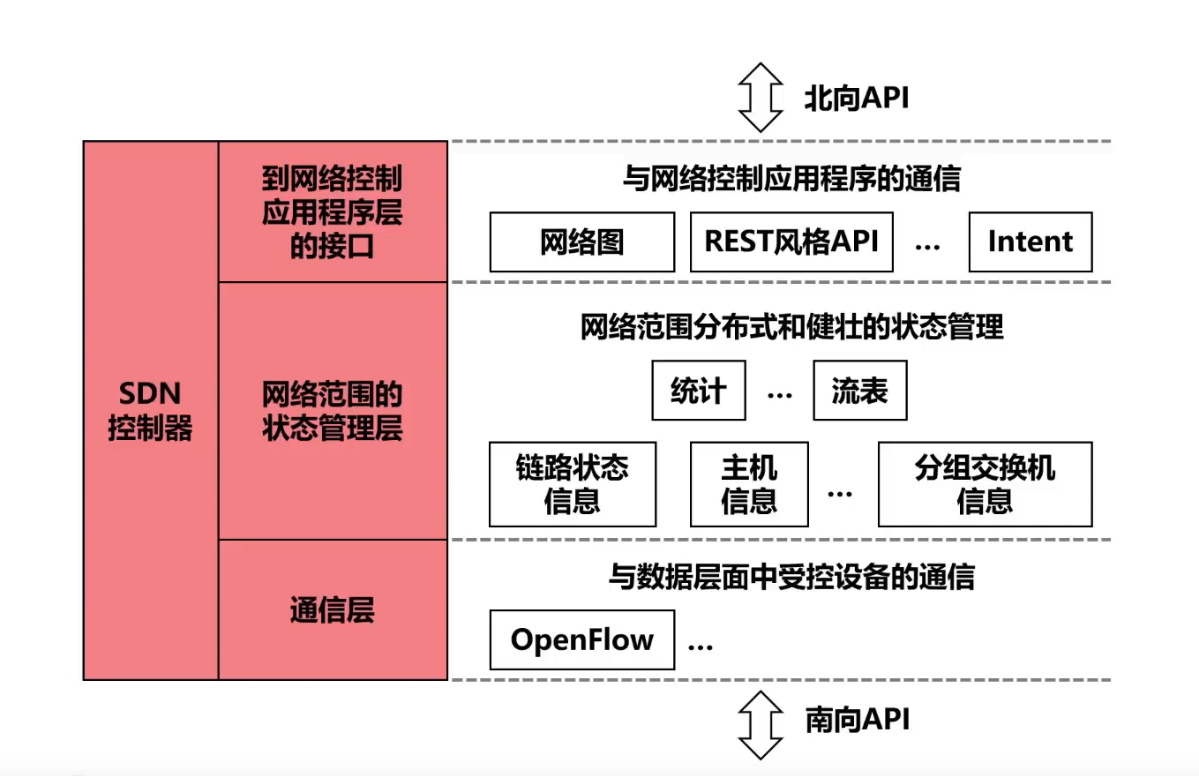 北向API
SDN
控制器
到网络控制
应用程序层
的接口
与网络控制应用程序的通信
网络图
REST风格API
...
Intent
网络范围的
状态管理层
网络范围分布式和健壮的状态管理
统计
...
流表
链路状态
信息
主机
信息
...
分组交换机
信息
通信层
与数据层面中受控设备的通信
OpenFlow
...
南向API